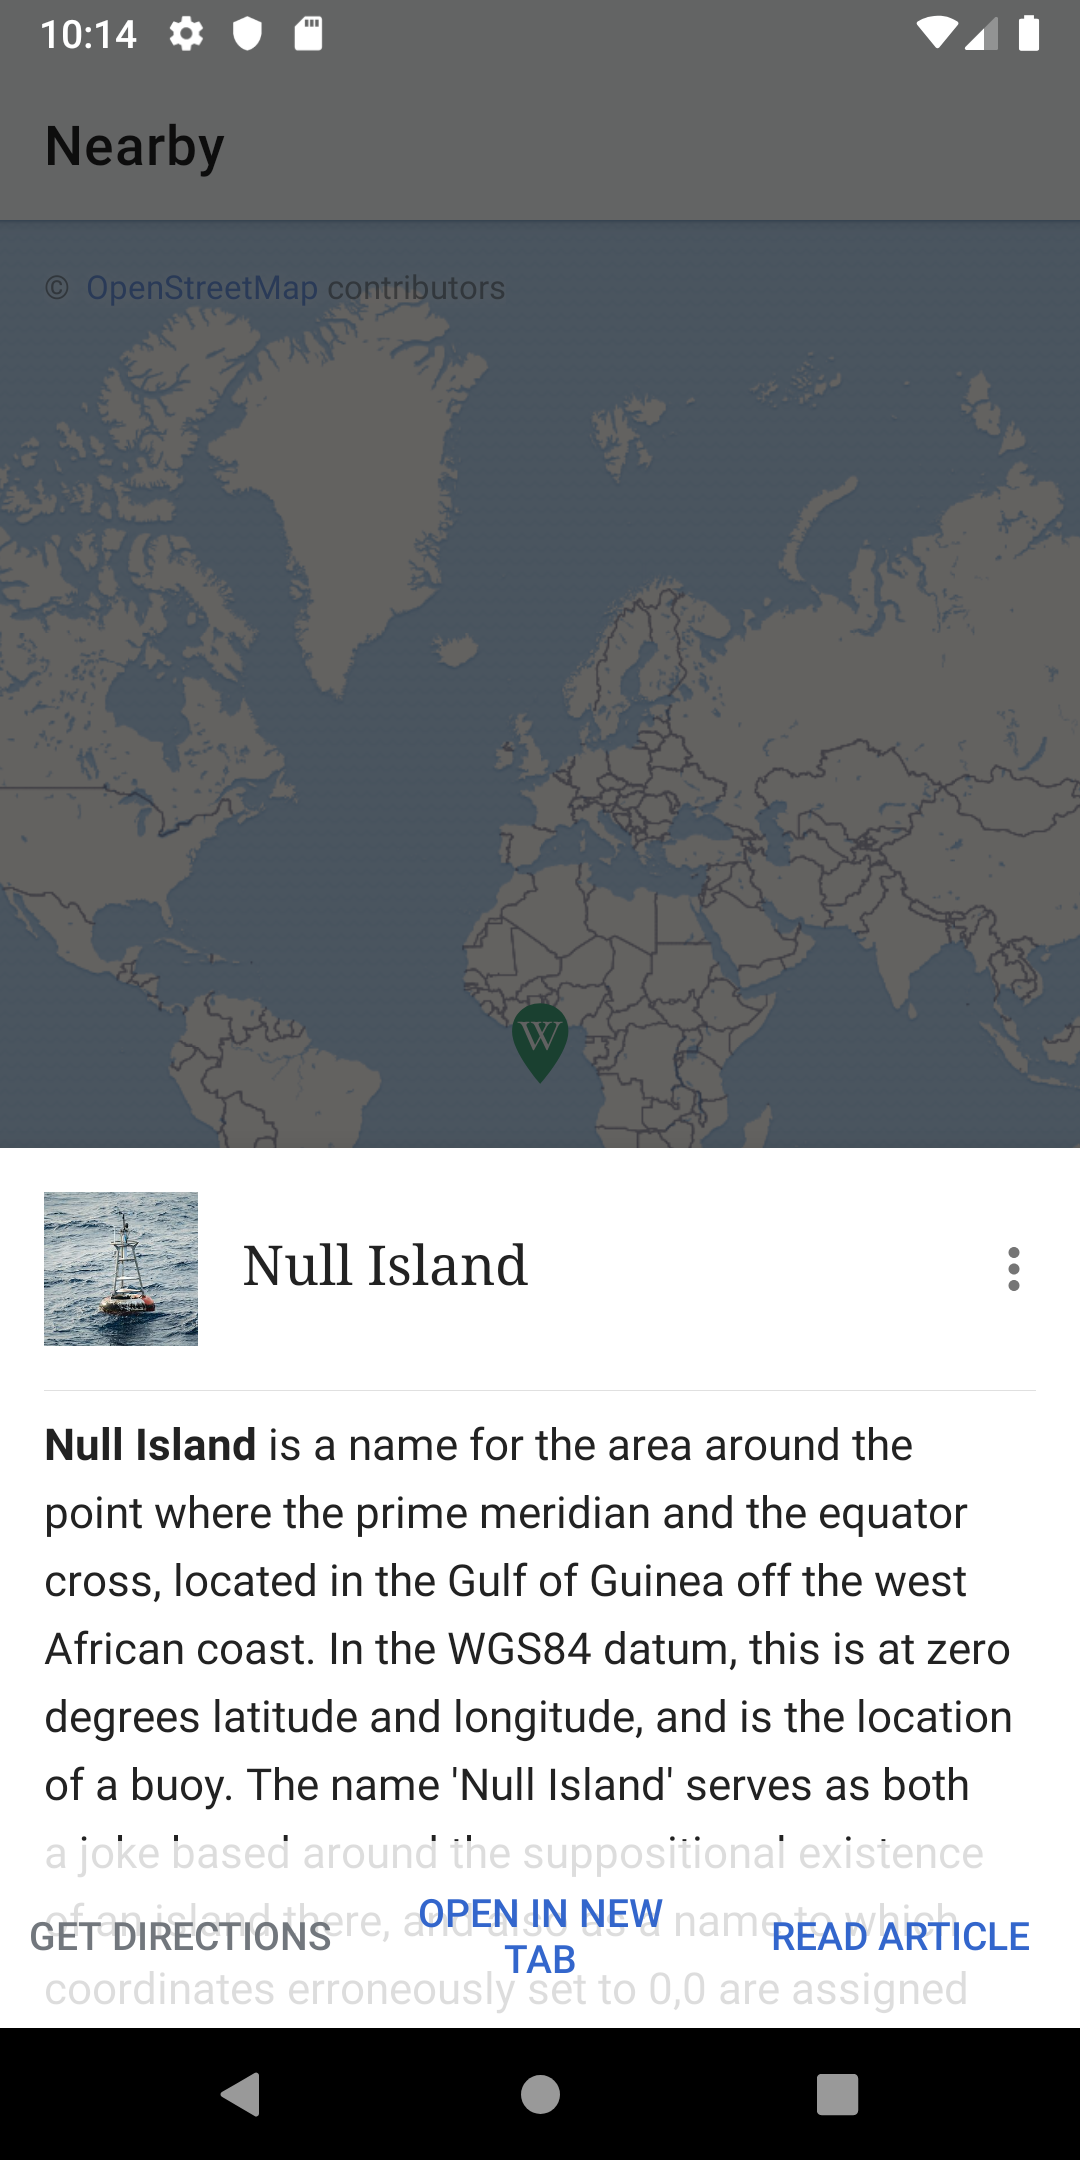 10:14
Nearby
© OpenStreetMap contributors
W
Null Island
Null Island is a name for the area around the
point where the prime meridian and the equator
cross, located in the Gulf of Guinea off the west
African coast. In the WGS84 datum, this is at zero
degrees latitude and longitude, and is the location
of a buoy. The name 'Null Island' serves as both
a joke based around the suppositional existence
of an island there, and also as a name to which
coordinates erroneously set to 0,0 are assigned
GET DIRECTIONS
OPEN IN NEW
TAB
READ ARTICLE